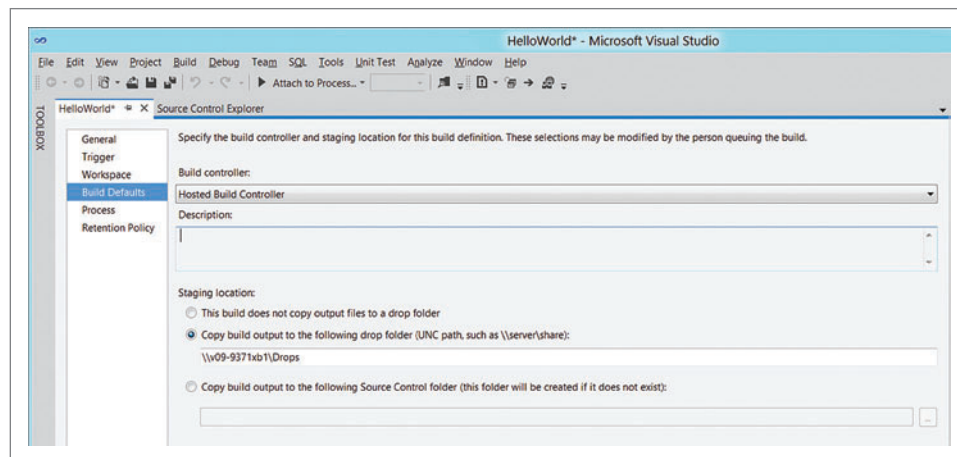 HelloWorld* - Microsoft Visual Studio
File Edit View Project Build Debug Team SQL Tools Unit Test Analyze Window Help
Attach to Process...
TOOLBOX
HelloWorld* Source Control Explorer
General
Trigger
Workspace
Build Defaults
Process
Retention Policy
Specify the build controller and staging location for this build definition. These selections may be modified by the person queuing the build.
Build controller:
Hosted Build Controller
Description:
Staging location:
This build does not copy output files to a drop folder
Copy build output to the following drop folder (UNC path, such as \\server\share):
\\v09-9371xb1\Drops
Copy build output to the following Source Control folder (this folder will be created if it does not exist):
...